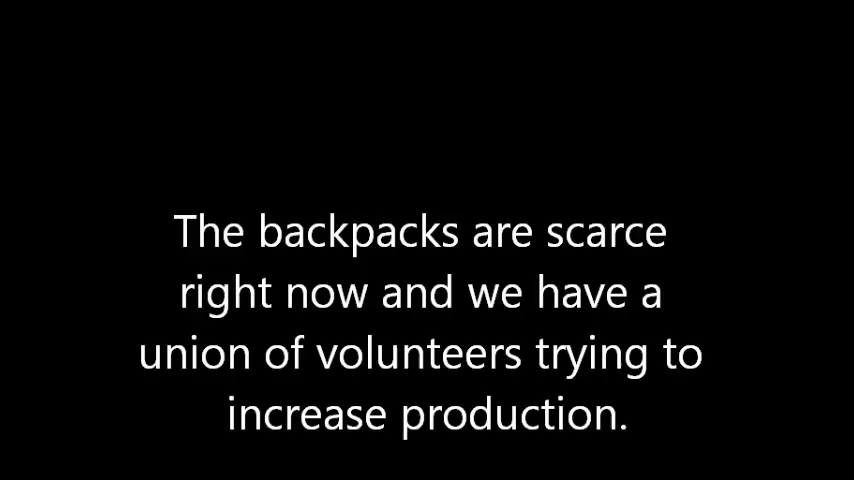 The backpacks are scarce
right now and we have a
union of volunteers trying to
increase production.